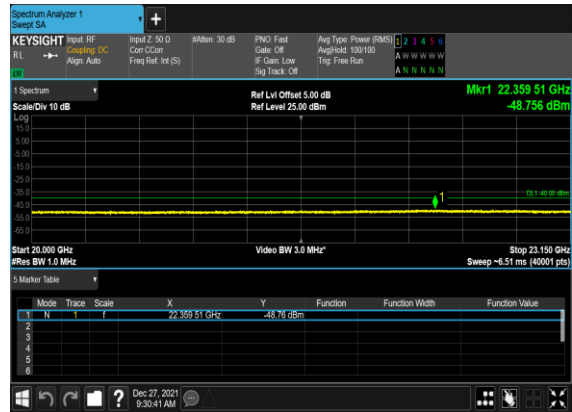 Spectrum Analyzer 1
Swept SA
+
KEYSIGHT Input: RF Input Z: 50 Ω #Atten: 30 dB PNO: Fast Avg Type: Power (RMS) 1 2 3 4 5 6
RL Coupling: DC Corr CCorr Gate: Off Avg|Hold: 100/100 A W W W W W
Align: Auto Freq Ref: Int (S) IF Gain: Low Trig: Free Run
Sig Track: Off A N N N N N
1 Spectrum Ref Lvl Offset 5.00 dB Mkr1 22.359 51 GHz
Scale/Div 10 dB Ref Level 25.00 dBm -48.756 dBm
Log
15.0
5.00
-5.00
-15.0
-25.0
-35.0
DL1 -40.00 dBm
1
-45.0
-55.0
-65.0
Start 20.000 GHz Video BW 3.0 MHz* Stop 23.150 GHz
#Res BW 1.0 MHz Sweep ~6.51 ms (40001 pts)
5 Marker Table
Mode Trace Scale X Y Function Function Width Function Value
1 N 1 f 22.359 51 GHz -48.76 dBm
2
3
4
5
6
? Dec 27, 2021
9:30:41 AM